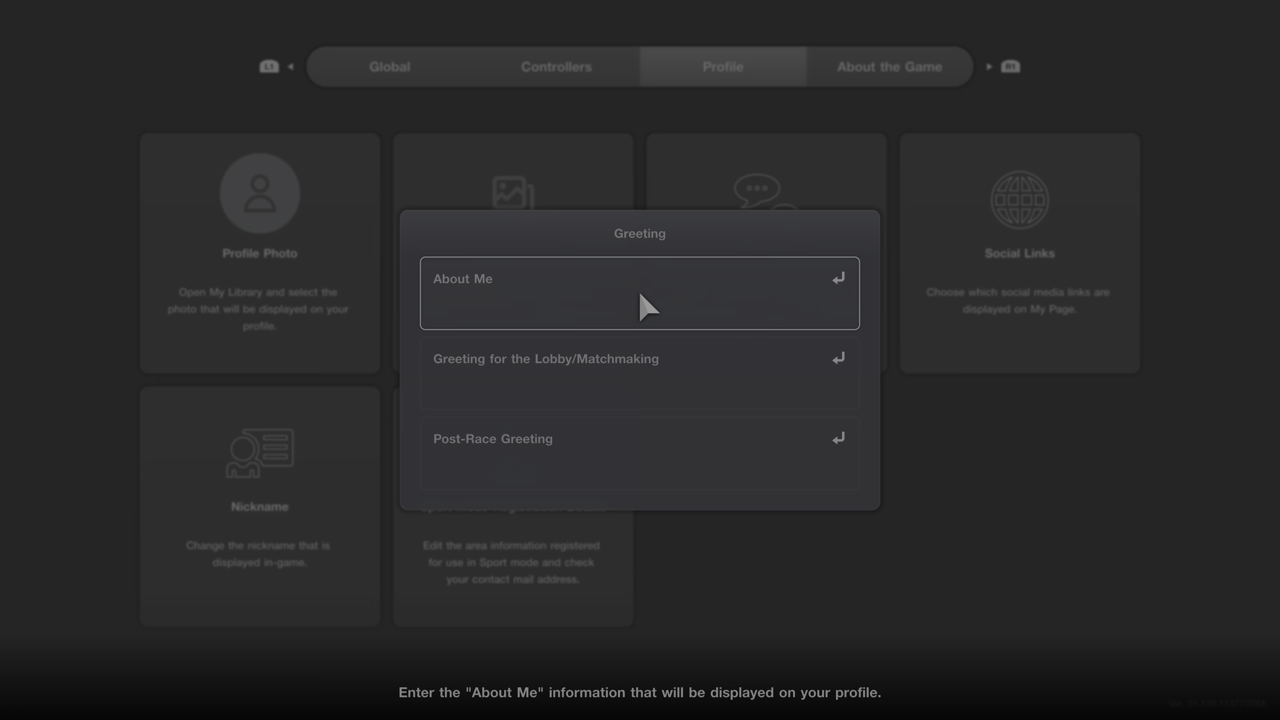 L1 Global Controllers Profile About the Game R1
Profile Photo
Open My Library and select the
photo that will be displayed on your
profile.
Social Links
Choose which social media links are
displayed on My Page.
Greeting
About Me
Greeting for the Lobby/Matchmaking
Post-Race Greeting
Nickname
Change the nickname that is
displayed in-game.
Edit the area information registered
for use in Sport mode and check
your contact mail address.
Enter the "About Me" information that will be displayed on your profile.